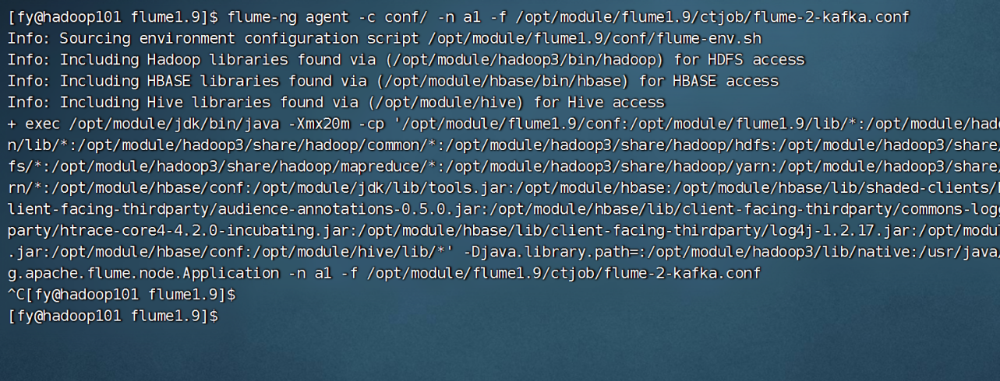 [fy@hadoop101 flume1.9]$ flume-ng agent -c conf/ -n a1 -f /opt/module/flume1.9/ctjob/flume-2-kafka.conf
Info: Sourcing environment configuration script /opt/module/flume1.9/conf/flume-env.sh
Info: Including Hadoop libraries found via (/opt/module/hadoop3/bin/hadoop) for HDFS access
Info: Including HBASE libraries found via (/opt/module/hbase/bin/hbase) for HBASE access
Info: Including Hive libraries found via (/opt/module/hive) for Hive access
+ exec /opt/module/jdk/bin/java -Xmx20m -cp '/opt/module/flume1.9/conf:/opt/module/flume1.9/lib/*:/opt/module/hado
n/lib/*:/opt/module/hadoop3/share/hadoop/common/*:/opt/module/hadoop3/share/hadoop/hdfs:/opt/module/hadoop3/share/
fs/*:/opt/module/hadoop3/share/hadoop/mapreduce/*:/opt/module/hadoop3/share/hadoop/yarn:/opt/module/hadoop3/share/
rn/*:/opt/module/hbase/conf:/opt/module/jdk/lib/tools.jar:/opt/module/hbase:/opt/module/hbase/lib/shaded-clients/
lient-facing-thirdparty/audience-annotations-0.5.0.jar:/opt/module/hbase/lib/client-facing-thirdparty/commons-logg
party/htrace-core4-4.2.0-incubating.jar:/opt/module/hbase/lib/client-facing-thirdparty/log4j-1.2.17.jar:/opt/modul
.jar:/opt/module/hbase/conf:/opt/module/hive/lib/*' -Djava.library.path=:/opt/module/hadoop3/lib/native:/usr/java
g.apache.flume.node.Application -n a1 -f /opt/module/flume1.9/ctjob/flume-2-kafka.conf
^C[fy@hadoop101 flume1.9]$
[fy@hadoop101 flume1.9]$